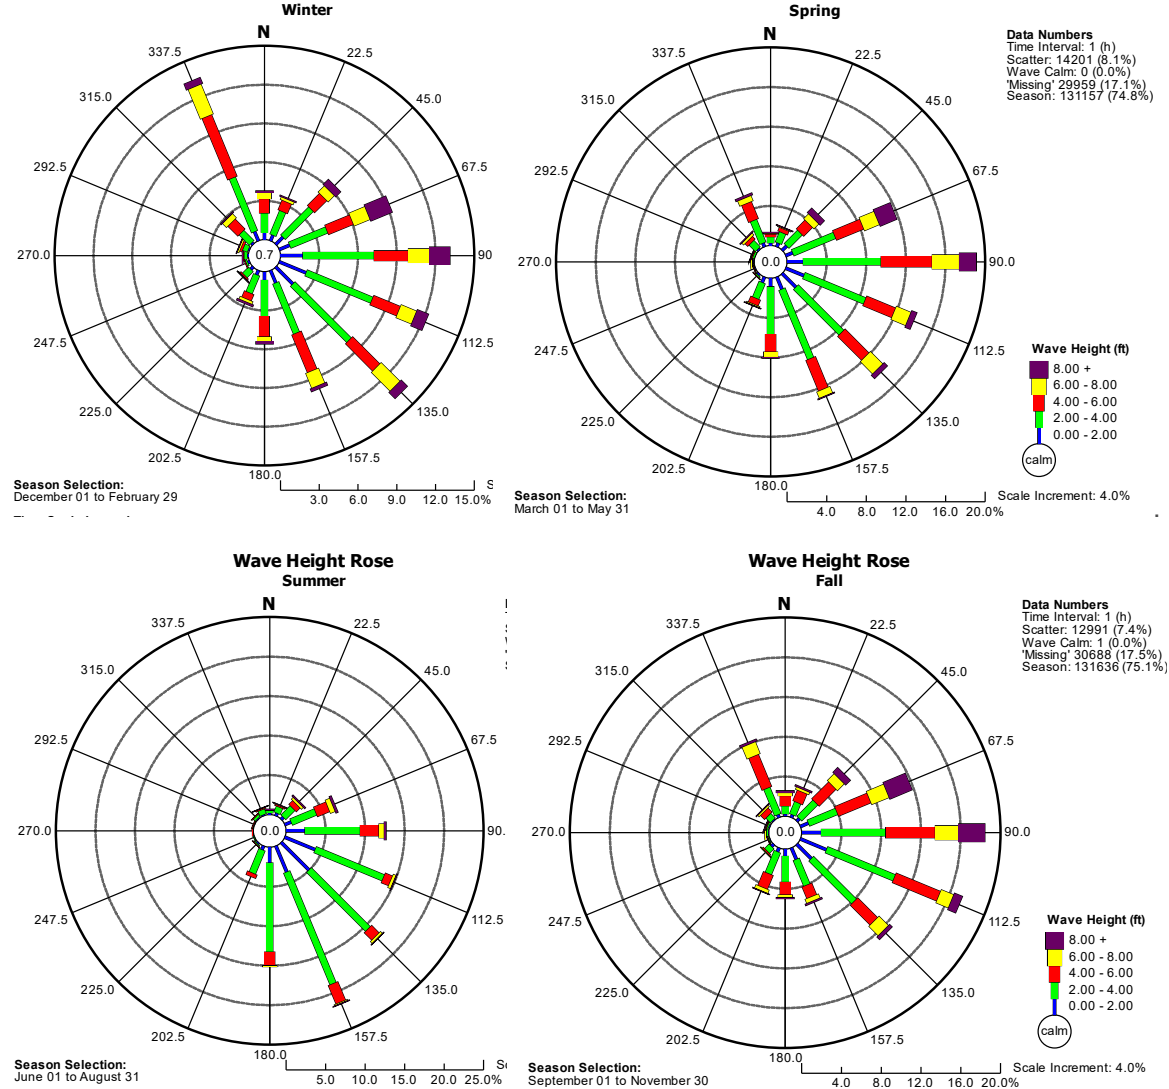 Winter
N
337.5
22.5
315.0
45.0
292.5
67.5
270.0
0.7
90
247.5
112.5
225.0
135.0
202.5
157.5
180.0
Season Selection:
December 01 to February 29
3.0 6.0 9.0 12.0 15.0%
Spring
N
337.5
22.5
315.0
45.0
292.5
67.5
270.0
0.0
90.0
247.5
112.5
225.0
135.0
202.5
157.5
180.0
Data Numbers
Time Interval: 1 (h)
Scatter: 14201 (8.1%)
Wave Calm: 0 (0.0%)
'Missing' 29959 (17.1%)
Season: 131157 (74.8%)
Wave Height (ft)
8.00 +
6.00 - 8.00
4.00 - 6.00
2.00 - 4.00
0.00 - 2.00
calm
Season Selection:
March 01 to May 31
4.0 8.0 12.0 16.0 20.0%
Scale Increment: 4.0%
Wave Height Rose
Summer
N
337.5
22.5
315.0
45.0
292.5
67.5
270.0
0.0
90.
247.5
112.5
225.0
135.0
202.5
157.5
180.0
Season Selection:
June 01 to August 31
5.0 10.0 15.0 20.0 25.0%
Wave Height Rose
Fall
N
337.5
22.5
315.0
45.0
292.5
67.5
270.0
0.0
90.0
247.5
112.5
225.0
135.0
202.5
157.5
180.0
Data Numbers
Time Interval: 1 (h)
Scatter: 12991 (7.4%)
Wave Calm: 1 (0.0%)
'Missing' 30688 (17.5%)
Season: 131636 (75.1%)
Wave Height (ft)
8.00 +
6.00 - 8.00
4.00 - 6.00
2.00 - 4.00
0.00 - 2.00
calm
Season Selection:
September 01 to November 30
4.0 8.0 12.0 16.0 20.0%
Scale Increment: 4.0%